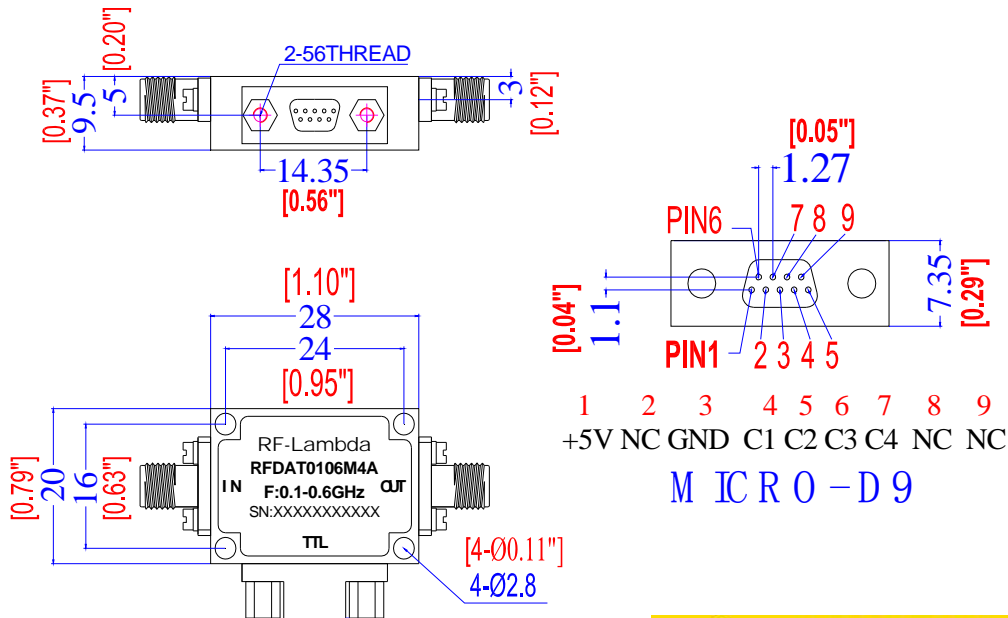 [0.20"]
2-56THREAD
[0.37"]
9.5
5
3
[0.12"]
14.35
[0.56"]
[0.05"]
1.27
PIN6 7 8 9
[0.04"]
1.1
7.35
[0.29"]
PIN1 2 3 4 5
1 2 3 4 5 6 7 8 9
+5V NC GND C1 C2 C3 C4 NC NC
MICRO-D9
[1.10"]
28
24
[0.95"]
[0.79"]
20
16
[0.63"]
RF-Lambda
RFDAT0106M4A
IN OUT
F:0.1-0.6GHz
SN:XXXXXXXXXXX
TTL
[4-Ø0.11"]
4-Ø2.8